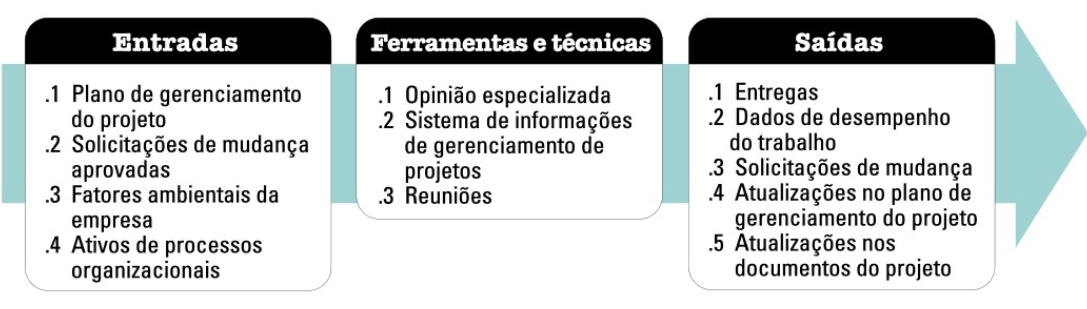 Entradas
.1 Plano de gerenciamento
do projeto
.2 Solicitações de mudança
aprovadas
.3 Fatores ambientais da
empresa
.4 Ativos de processos
organizacionais
Ferramentas e técnicas
.1 Opinião especializada
.2 Sistema de informações
de gerenciamento de
projetos
.3 Reuniões
Saídas
.1 Entregas
.2 Dados de desempenho
do trabalho
.3 Solicitações de mudança
.4 Atualizações no plano de
gerenciamento do projeto
.5 Atualizações nos
documentos do projeto